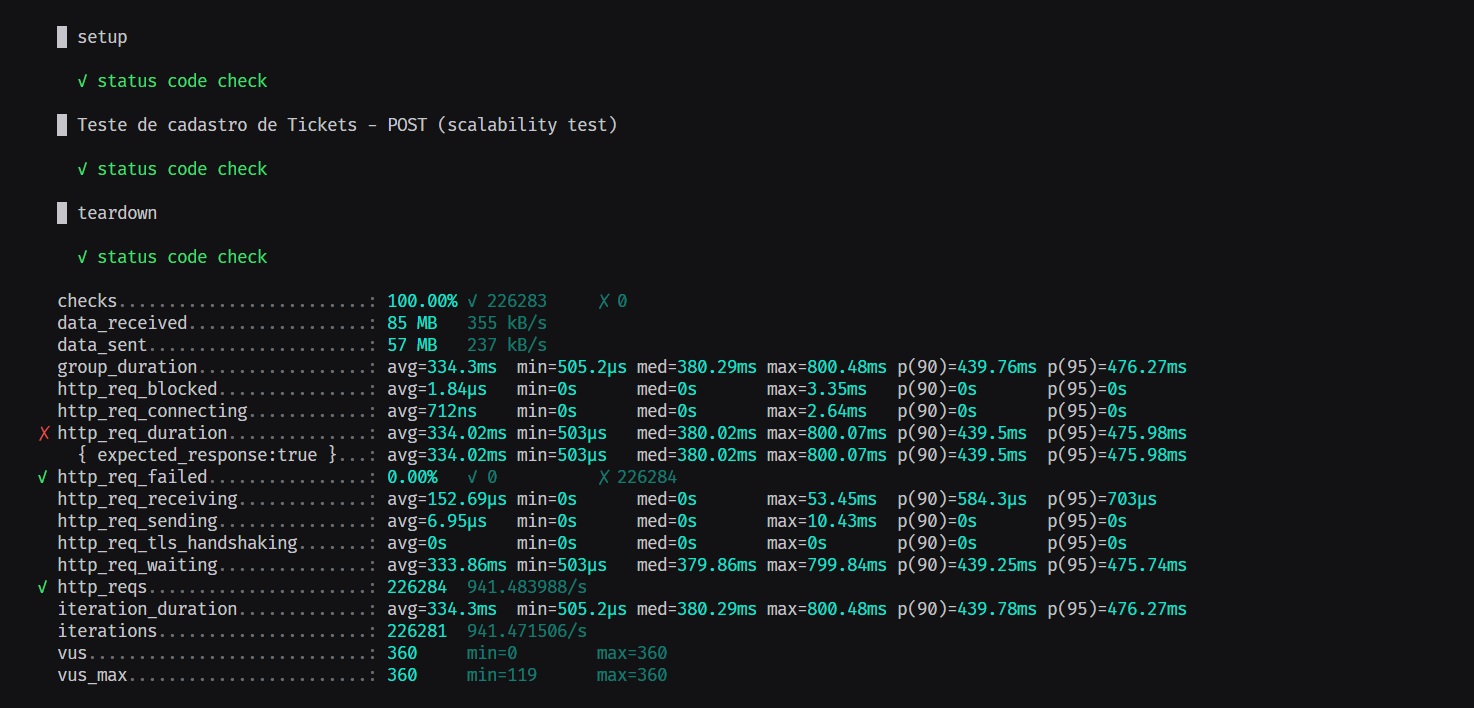 █ setup
√ status code check
█ Teste de cadastro de Tickets - POST (scalability test)
√ status code check
█ teardown
√ status code check
checks.........................: 100.00% √ 226283     ✗ 0
data_received..................: 85 MB   355 kB/s
data_sent......................: 57 MB   237 kB/s
group_duration.................: avg=334.3ms  min=505.2µs med=380.29ms max=800.48ms p(90)=439.76ms p(95)=476.27ms
http_req_blocked...............: avg=1.84µs   min=0s      med=0s       max=3.35ms   p(90)=0s       p(95)=0s
http_req_connecting............: avg=712ns    min=0s      med=0s       max=2.64ms   p(90)=0s       p(95)=0s
✗ http_req_duration..............: avg=334.02ms min=503µs   med=380.02ms max=800.07ms p(90)=439.5ms  p(95)=475.98ms
{ expected_response:true }...: avg=334.02ms min=503µs   med=380.02ms max=800.07ms p(90)=439.5ms  p(95)=475.98ms
√ http_req_failed................: 0.00%   √ 0          ✗ 226284
http_req_receiving.............: avg=152.69µs min=0s      med=0s       max=53.45ms  p(90)=584.3µs  p(95)=703µs
http_req_sending...............: avg=6.95µs   min=0s      med=0s       max=10.43ms  p(90)=0s       p(95)=0s
http_req_tls_handshaking.......: avg=0s       min=0s      med=0s       max=0s       p(90)=0s       p(95)=0s
http_req_waiting...............: avg=333.86ms min=503µs   med=379.86ms max=799.84ms p(90)=439.25ms p(95)=475.74ms
√ http_reqs......................: 226284  941.483988/s
iteration_duration.............: avg=334.3ms  min=505.2µs med=380.29ms max=800.48ms p(90)=439.78ms p(95)=476.27ms
iterations.....................: 226281  941.471506/s
vus............................: 360     min=0        max=360
vus_max........................: 360     min=119      max=360